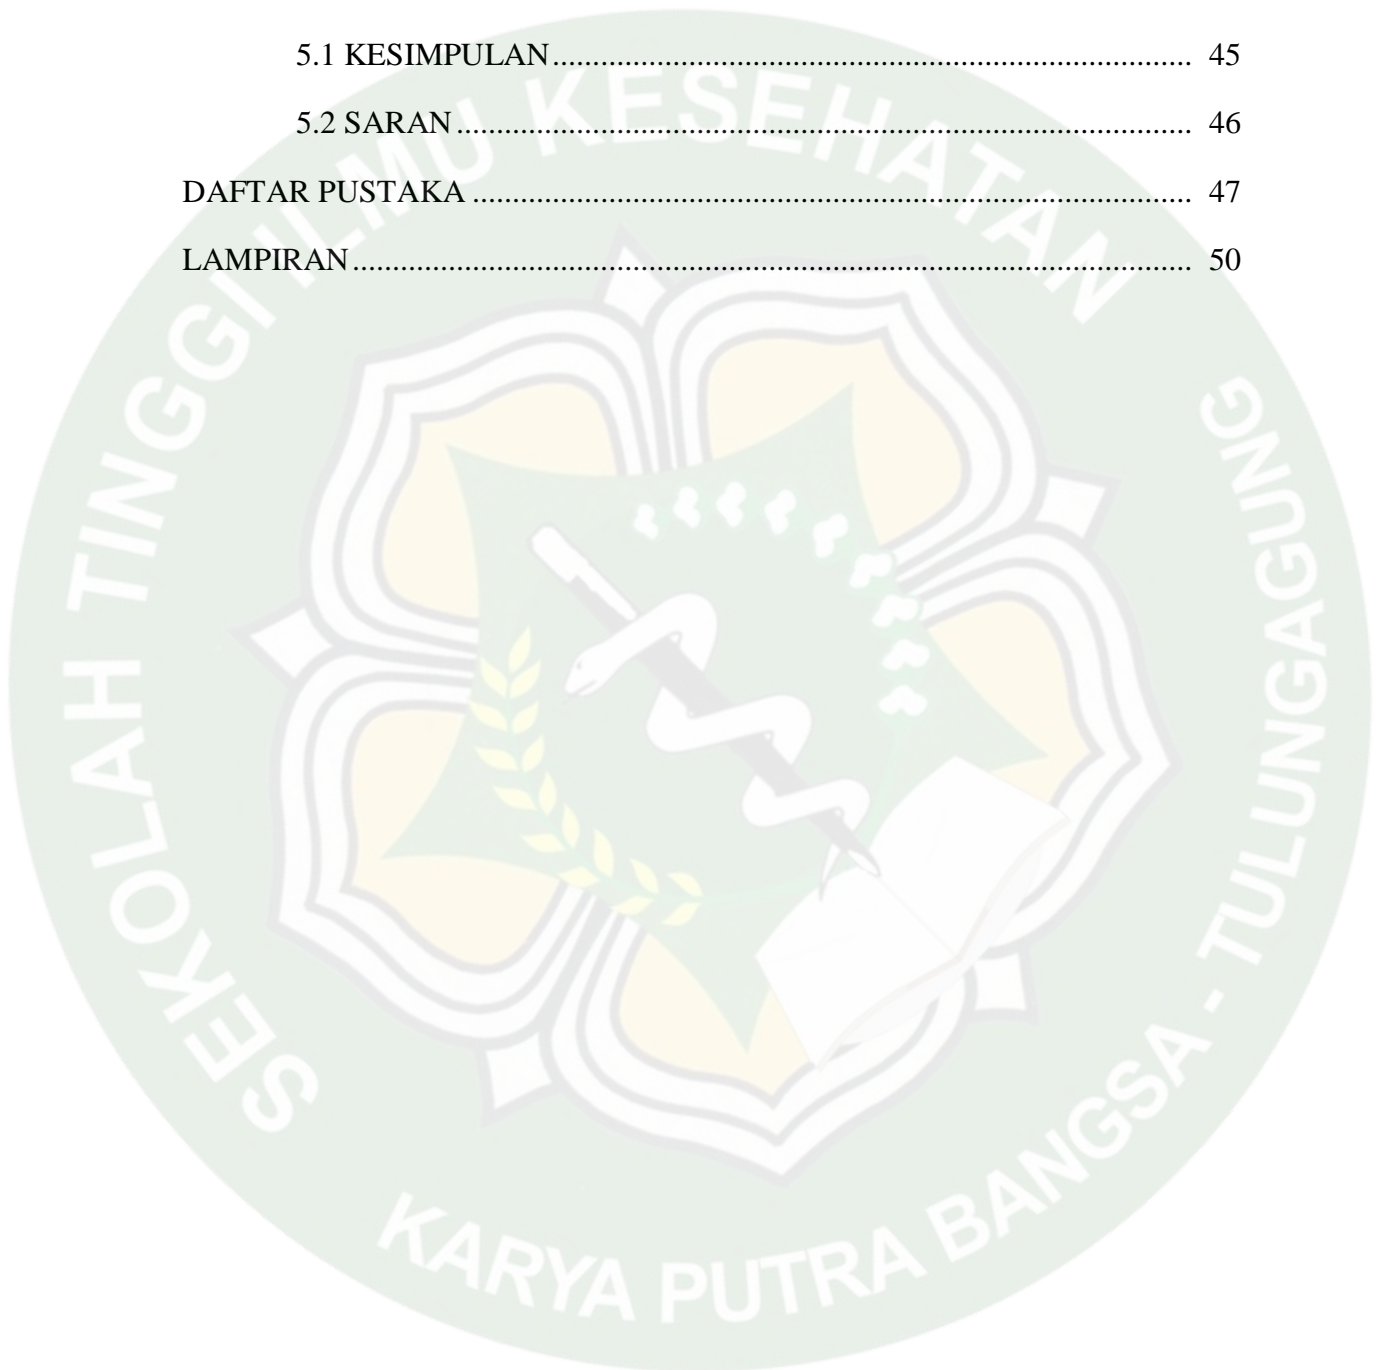 5.1 KESIMPULAN................................................................................ 45
5.2 SARAN............................................................................................ 46
DAFTAR PUSTAKA.......................................................................................... 47
LAMPIRAN......................................................................................................... 50
SEKOLAH TINGGI ILMU KESEHATAN
KARYA PUTRA BANGSA - TULUNGAGUNG